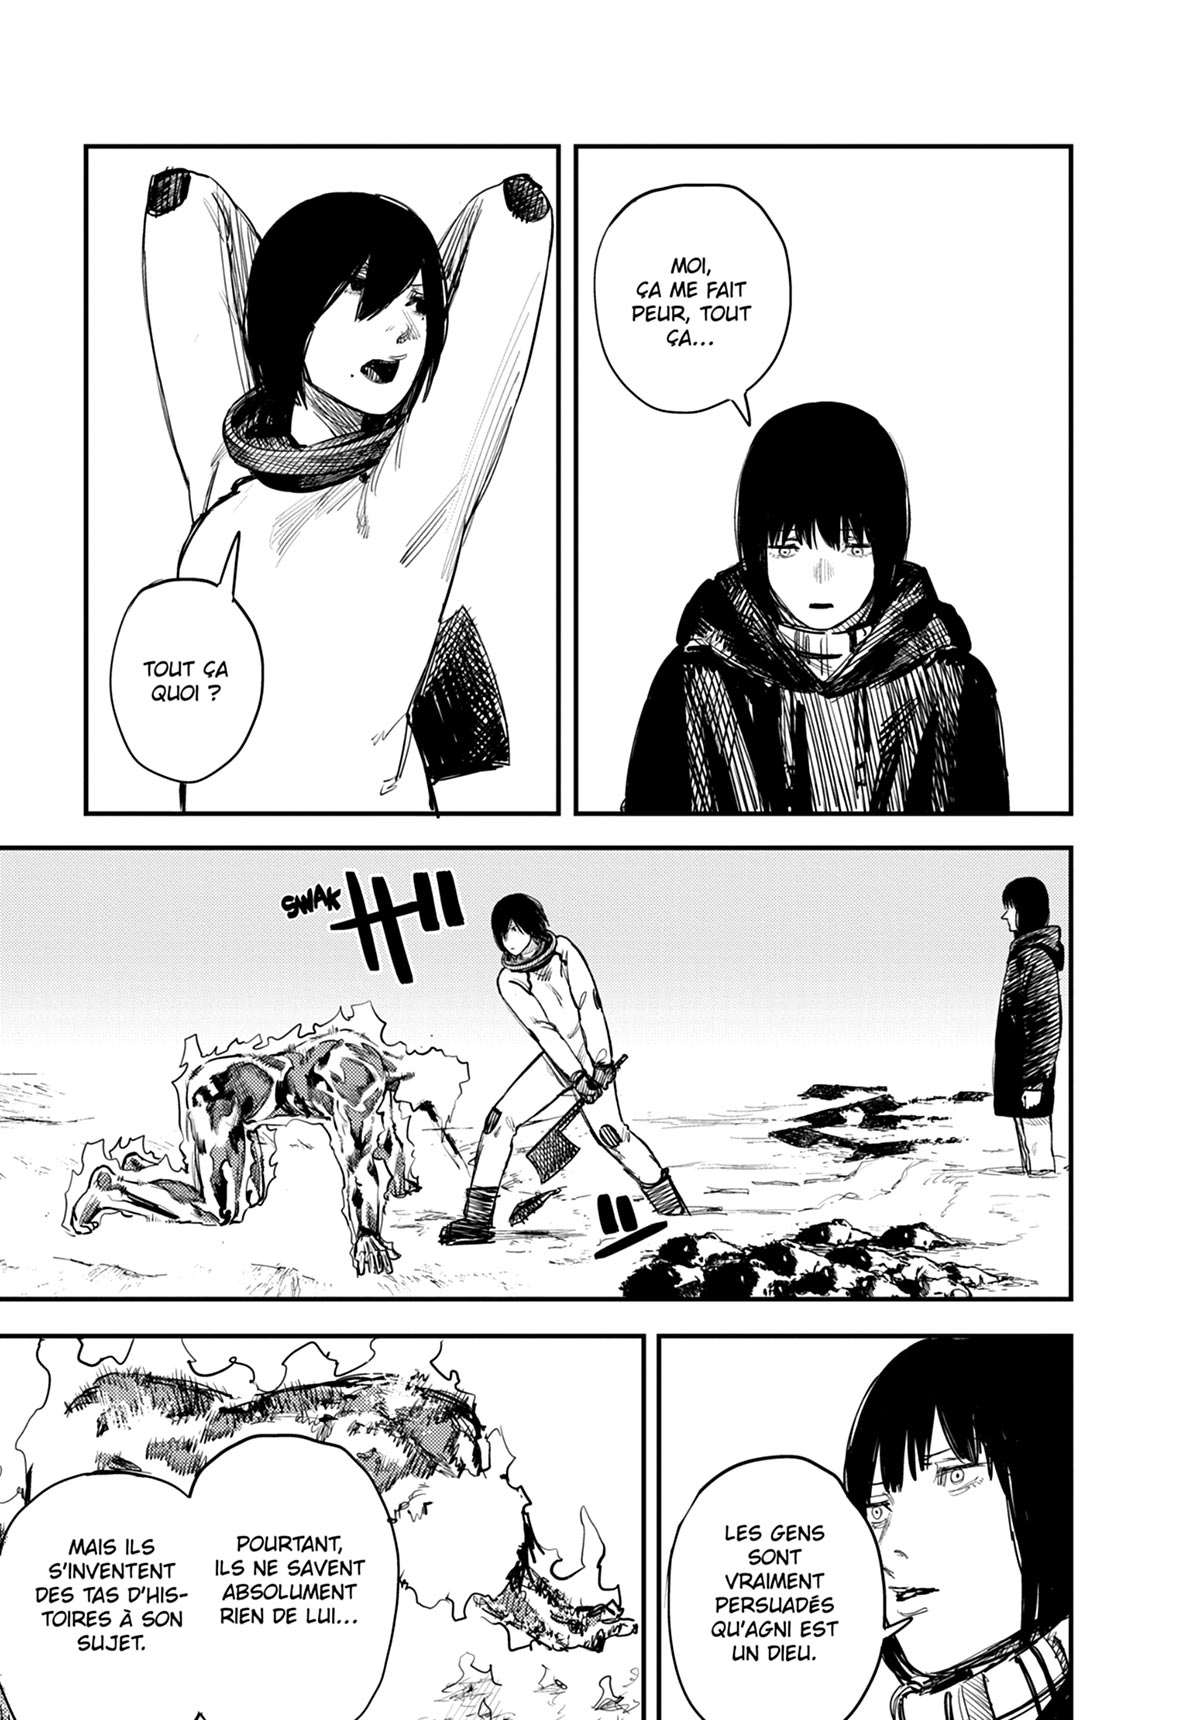 MOI,
ÇA ME FAIT
PEUR, TOUT
ÇA...
TOUT ÇA
QUOI ?
SWAK
LES GENS
SONT
VRAIMENT
PERSUADÉS
QU'AGNI EST
UN DIEU.
POURTANT,
ILS NE SAVENT
ABSOLUMENT
RIEN DE LUI...
MAIS ILS
S'INVENTENT
DES TAS D'HIS-
TOIRES À SON
SUJET.